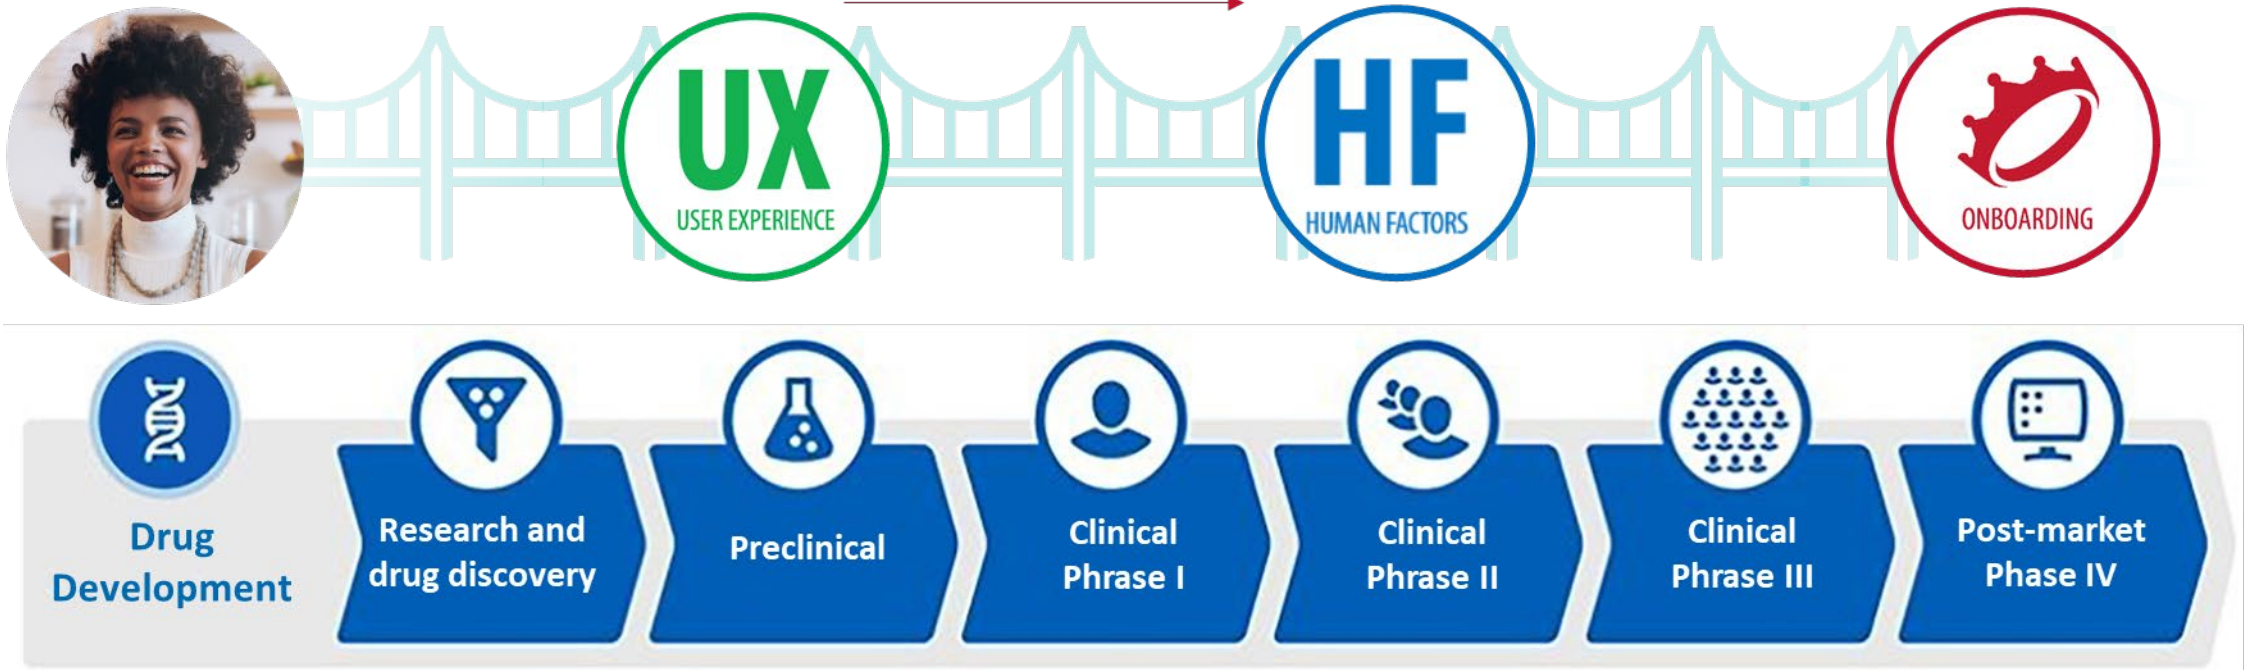 UX
USER EXPERIENCE
HF
HUMAN FACTORS
ONBOARDING
Drug
Development
Research and
drug discovery
Preclinical
Clinical
Phrase I
Clinical
Phrase II
Clinical
Phrase III
Post-market
Phase IV